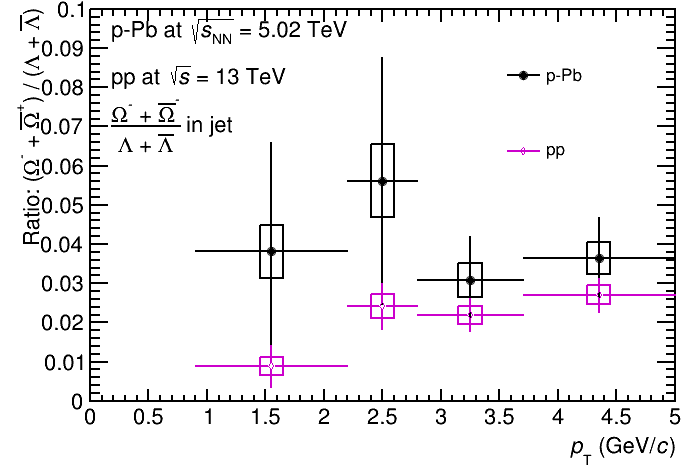 p-Pb at √s_NN = 5.02 TeV
pp at √s = 13 TeV
Ω⁻ + Ω̅⁻
Λ + Λ̅
in jet
p-Pb
pp
Ratio: (Ω⁻ + Ω̅⁺) / (Λ + Λ̅)
0.1
0.09
0.08
0.07
0.06
0.05
0.04
0.03
0.02
0.01
0
0 0.5 1 1.5 2 2.5 3 3.5 4 4.5 5
p_T (GeV/c)